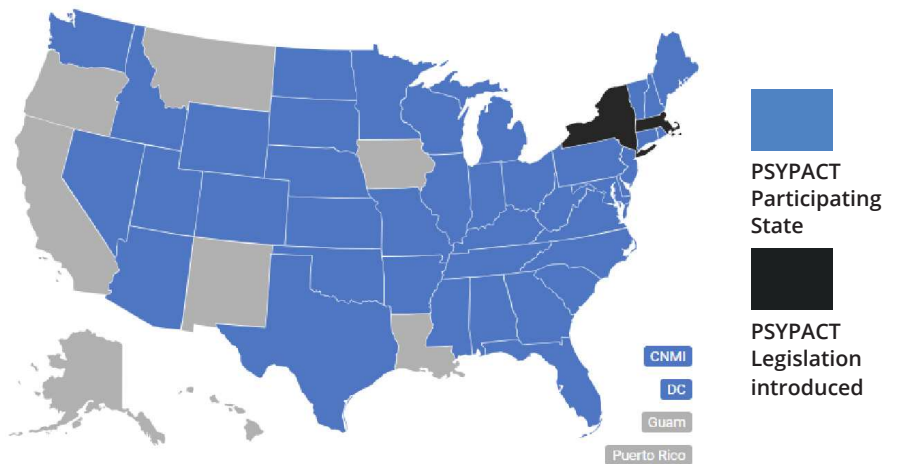 CNMI
DC
Guam
Puerto Rico
PSYPACT
Participating
State
PSYPACT
Legislation
introduced